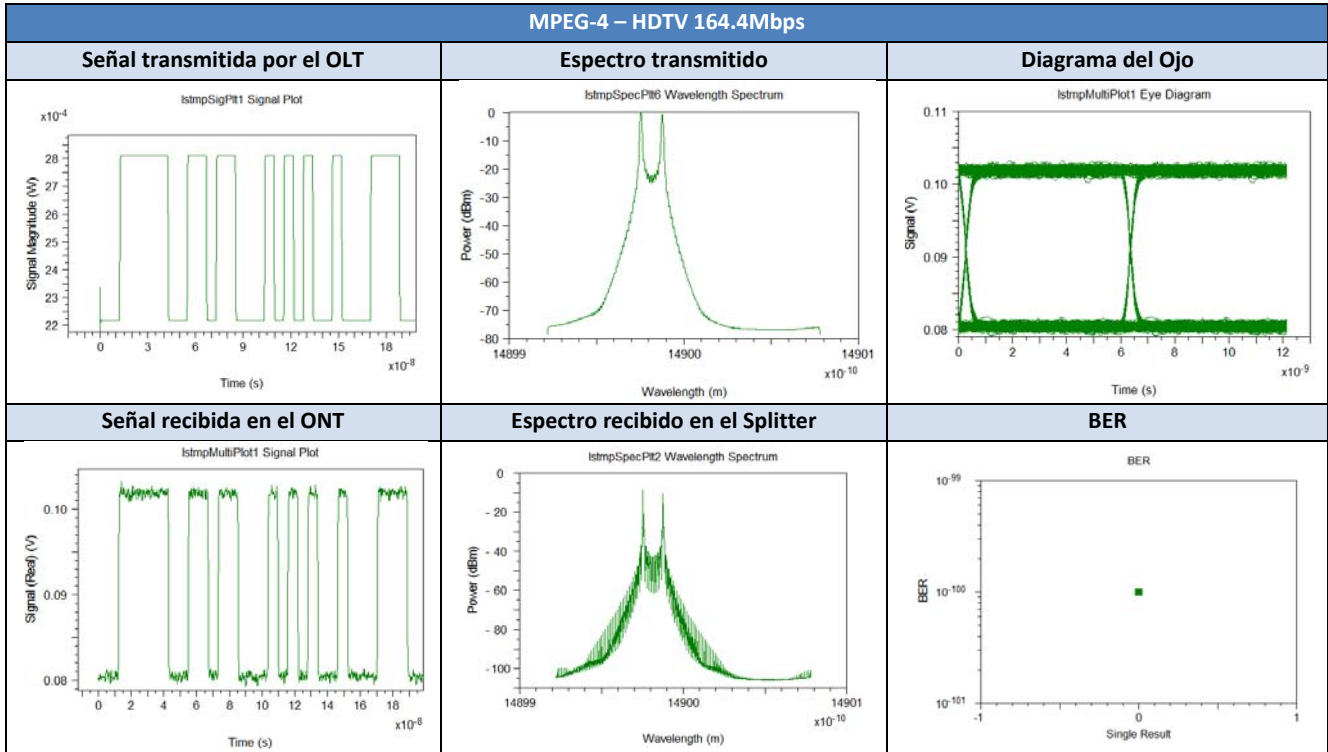 MPEG-4 – HDTV 164.4Mbps
Señal transmitida por el OLT
Espectro transmitido
Diagrama del Ojo
IstmpSigPlt1 Signal Plot
x10-4
28
27
26
25
24
23
22
Signal Magnitude (W)
0 3 6 9 12 15 18
x10-8
Time (s)
IstmpSpecPlt6 Wavelength Spectrum
0
-10
-20
-30
-40
-50
-60
-70
-80
Power (dBm)
14899 14900 14901
x10-10
Wavelength (m)
IstmpMultiPlot1 Eye Diagram
0.11
0.10
0.09
0.08
Signal (V)
0 2 4 6 8 10 12
x10-9
Time (s)
Señal recibida en el ONT
Espectro recibido en el Splitter
BER
IstmpMultiPlot1 Signal Plot
0.10
0.09
0.08
Signal (Real) (V)
0 2 4 6 8 10 12 14 16 18
x10-8
Time (s)
IstmpSpecPlt2 Wavelength Spectrum
0
-20
-40
-60
-80
-100
Power (dBm)
14899 14900 14901
x10-10
Wavelength (m)
BER
10-99
10-100
10-101
BER
-1 0 1
Single Result